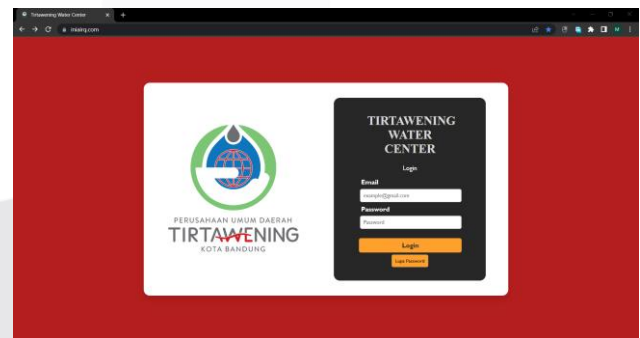 Tirtawening Water Center
PERUSAHAAN UMUM DAERAH
TIRTAWENING
KOTA BANDUNG
TIRTAWENING
WATER
CENTER
Login
Email
example@gmail.com
Password
Password
Login
Lupa Password